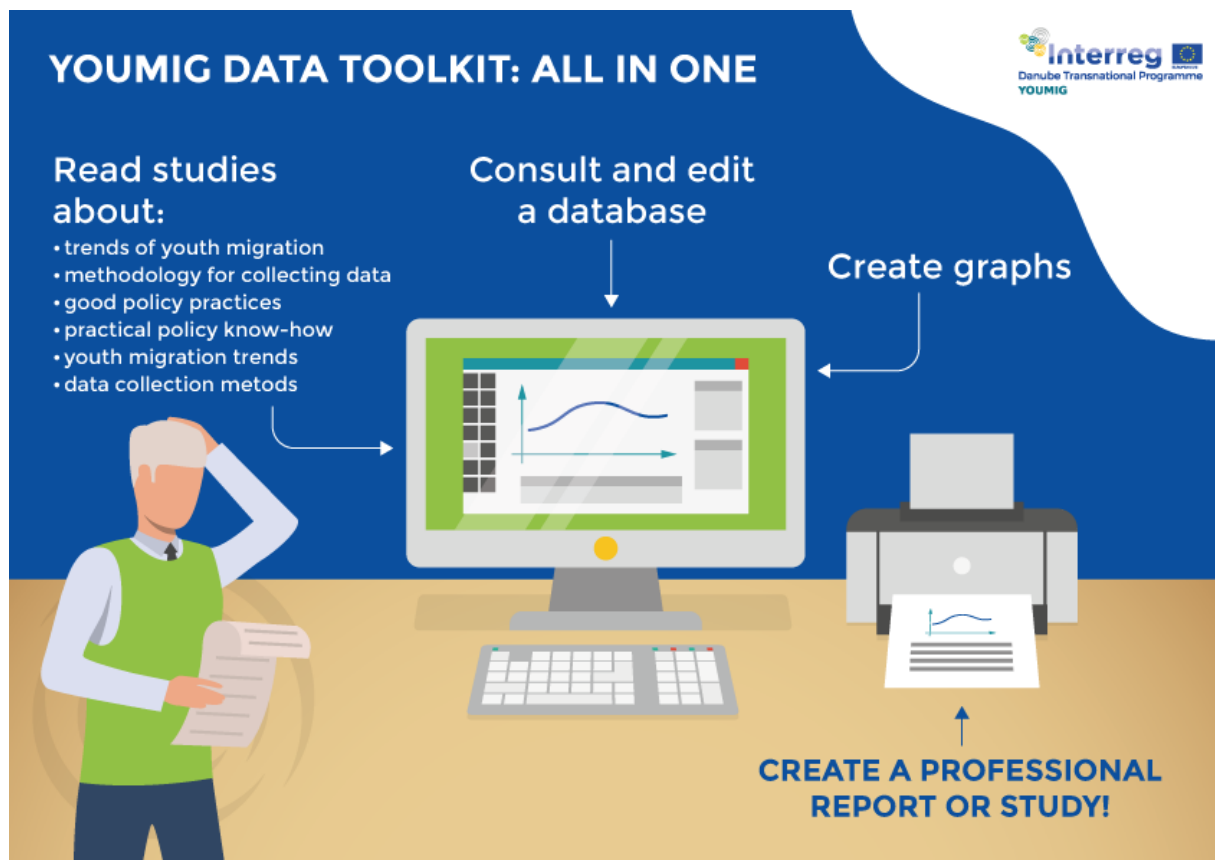 YOUMIG DATA TOOLKIT: ALL IN ONE
Interreg
Danube Transnational Programme
YOUMIG
Read studies
about:
• trends of youth migration
• methodology for collecting data
• good policy practices
• practical policy know-how
• youth migration trends
• data collection metods
Consult and edit
a database
Create graphs
CREATE A PROFESSIONAL
REPORT OR STUDY!